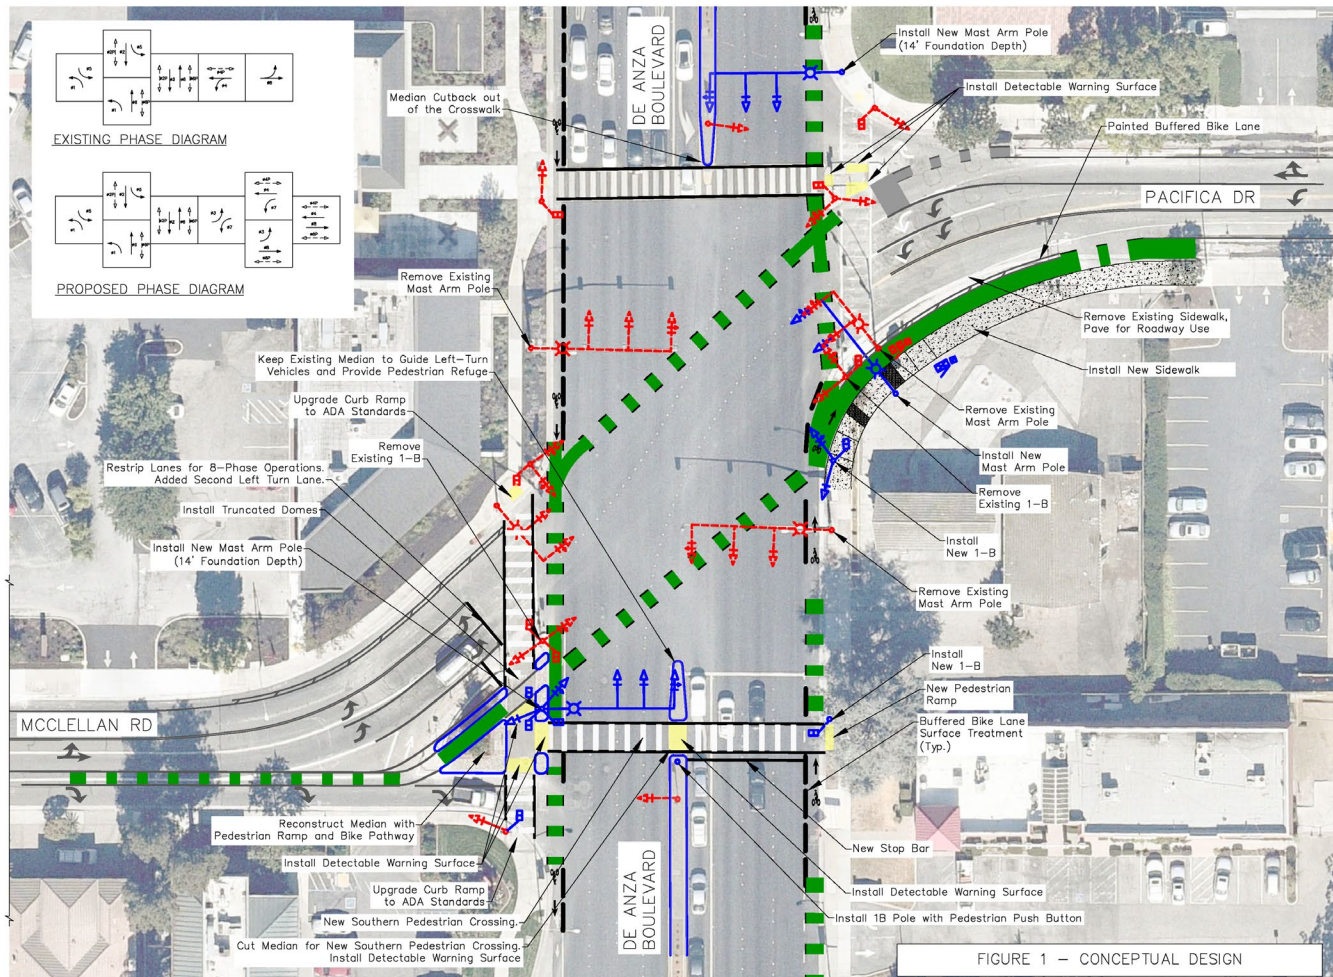 EXISTING PHASE DIAGRAM
PROPOSED PHASE DIAGRAM
DE ANZA
BOULEVARD
Median Cutback out
of the Crosswalk
Install New Mast Arm Pole
(14' Foundation Depth)
Install Detectable Warning Surface
Painted Buffered Bike Lane
PACIFICA DR
Remove Existing
Mast Arm Pole
Remove Existing Sidewalk,
Pave for Roadway Use
Install New Sidewalk
Keep Existing Median to Guide Left-Turn
Vehicles and Provide Pedestrian Refuge
Upgrade Curb Ramp
to ADA Standards
Remove
Existing 1-B
Restrip Lanes for 8-Phase Operations.
Added Second Left Turn Lane.
Install Truncated Domes
Install New Mast Arm Pole
(14' Foundation Depth)
Remove Existing
Mast Arm Pole
Install New
Mast Arm Pole
Remove
Existing 1-B
Install
New 1-B
Remove Existing
Mast Arm Pole
Install
New 1-B
New Pedestrian
Ramp
Buffered Bike Lane
Surface Treatment
(Typ.)
MCCLELLAN RD
Reconstruct Median with
Pedestrian Ramp and Bike Pathway
Install Detectable Warning Surface
Upgrade Curb Ramp
to ADA Standards
New Southern Pedestrian Crossing.
Cut Median for New Southern Pedestrian Crossing.
Install Detectable Warning Surface
DE ANZA
BOULEVARD
New Stop Bar
Install Detectable Warning Surface
Install 1B Pole with Pedestrian Push Button
FIGURE 1 - CONCEPTUAL DESIGN